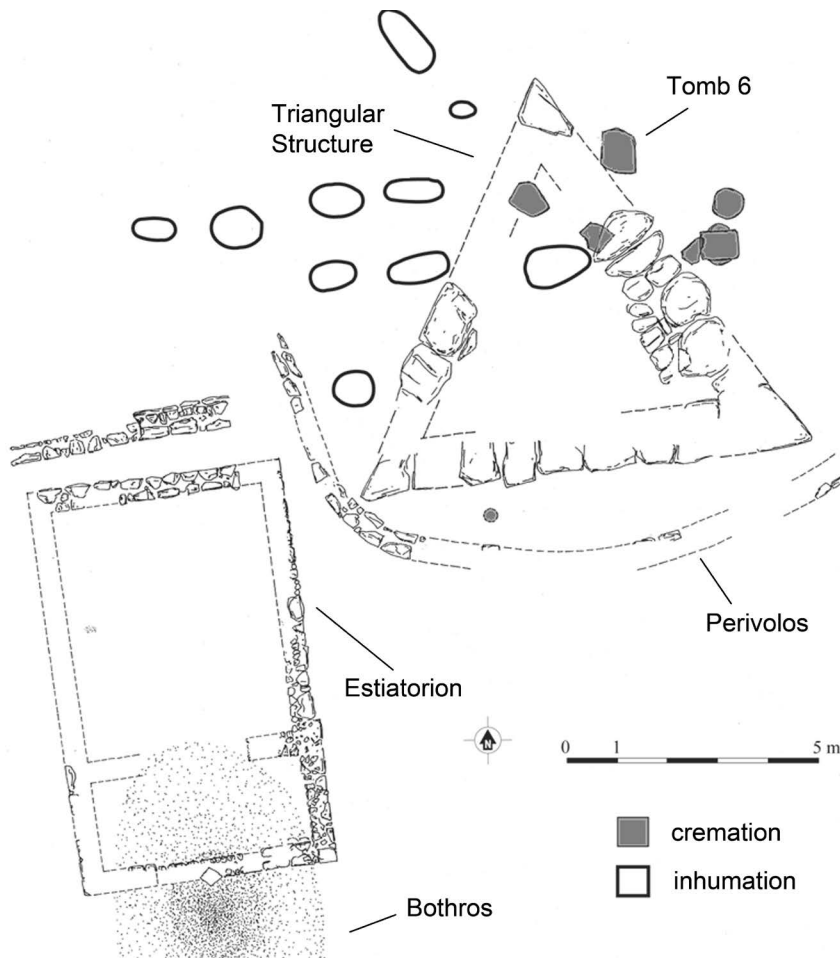 Tomb 6
Triangular
Structure
Perivolos
Estiatorion
N
0 1 5 m
cremation
inhumation
Bothros